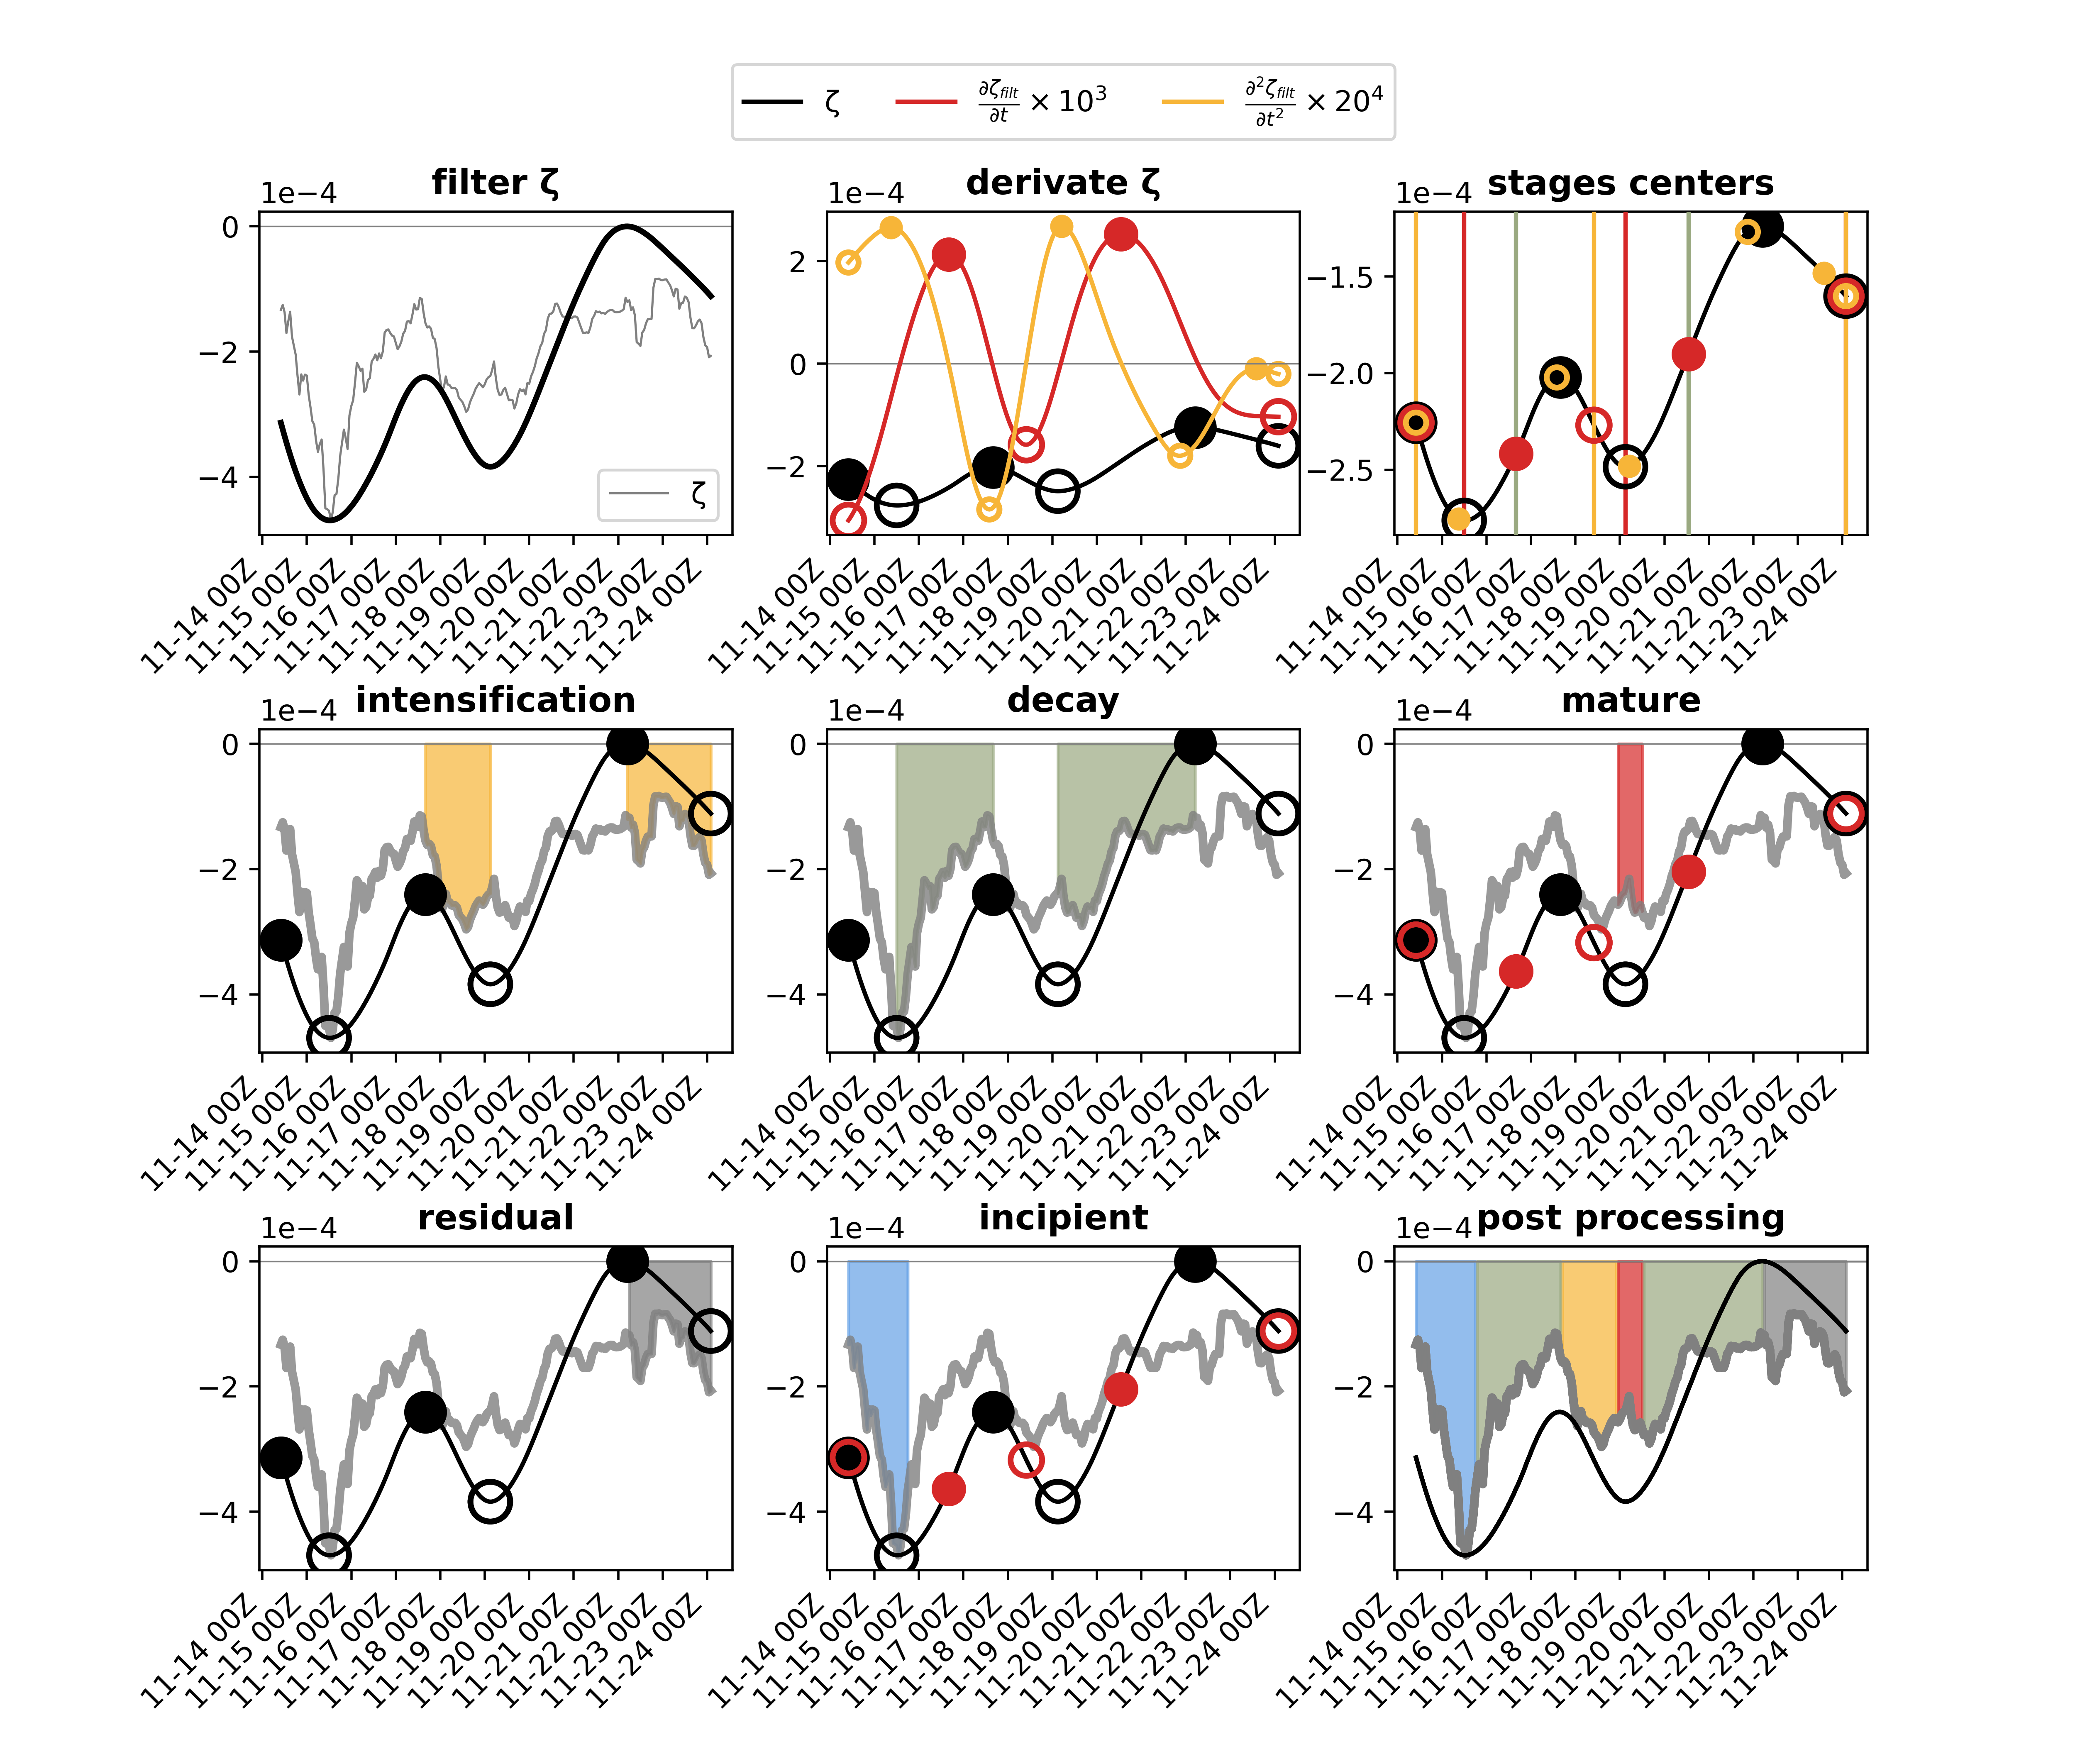 ζ  ∂ζ_filt/∂t × 10³  ∂²ζ_filt/∂t² × 20⁴
filter ζ  derivate ζ  stages centers
1e−4  1e−4  1e−4
0
−2
−4
ζ
2
0
−2
−1.5
−2.0
−2.5
11-14 00Z 11-15 00Z 11-16 00Z 11-17 00Z 11-18 00Z 11-19 00Z 11-20 00Z 11-21 00Z 11-22 00Z 11-23 00Z 11-24 00Z
11-14 00Z 11-15 00Z 11-16 00Z 11-17 00Z 11-18 00Z 11-19 00Z 11-20 00Z 11-21 00Z 11-22 00Z 11-23 00Z 11-24 00Z
11-14 00Z 11-15 00Z 11-16 00Z 11-17 00Z 11-18 00Z 11-19 00Z 11-20 00Z 11-21 00Z 11-22 00Z 11-23 00Z 11-24 00Z
intensification  decay  mature
1e−4  1e−4  1e−4
0  0  0
−2  −2  −2
−4  −4  −4
11-14 00Z 11-15 00Z 11-16 00Z 11-17 00Z 11-18 00Z 11-19 00Z 11-20 00Z 11-21 00Z 11-22 00Z 11-23 00Z 11-24 00Z
11-14 00Z 11-15 00Z 11-16 00Z 11-17 00Z 11-18 00Z 11-19 00Z 11-20 00Z 11-21 00Z 11-22 00Z 11-23 00Z 11-24 00Z
11-14 00Z 11-15 00Z 11-16 00Z 11-17 00Z 11-18 00Z 11-19 00Z 11-20 00Z 11-21 00Z 11-22 00Z 11-23 00Z 11-24 00Z
residual  incipient  post processing
1e−4  1e−4  1e−4
0  0  0
−2  −2  −2
−4  −4  −4
11-14 00Z 11-15 00Z 11-16 00Z 11-17 00Z 11-18 00Z 11-19 00Z 11-20 00Z 11-21 00Z 11-22 00Z 11-23 00Z 11-24 00Z
11-14 00Z 11-15 00Z 11-16 00Z 11-17 00Z 11-18 00Z 11-19 00Z 11-20 00Z 11-21 00Z 11-22 00Z 11-23 00Z 11-24 00Z
11-14 00Z 11-15 00Z 11-16 00Z 11-17 00Z 11-18 00Z 11-19 00Z 11-20 00Z 11-21 00Z 11-22 00Z 11-23 00Z 11-24 00Z